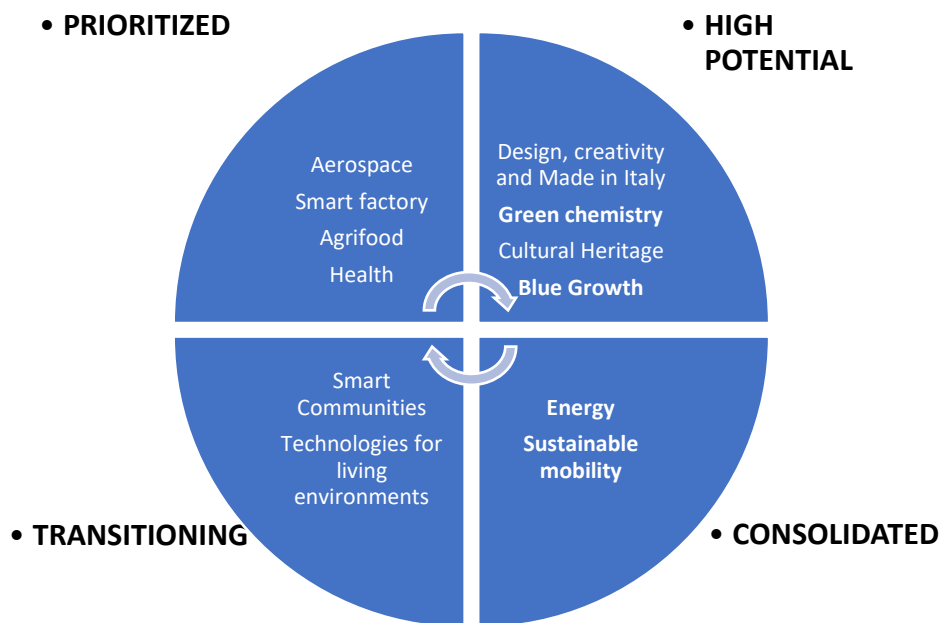 • PRIORITIZED
• HIGH
POTENTIAL
Aerospace
Smart factory
Agrifood
Health
Design, creativity
and Made in Italy
Green chemistry
Cultural Heritage
Blue Growth
Smart
Communities
Technologies for
living
environments
Energy
Sustainable
mobility
• TRANSITIONING
• CONSOLIDATED